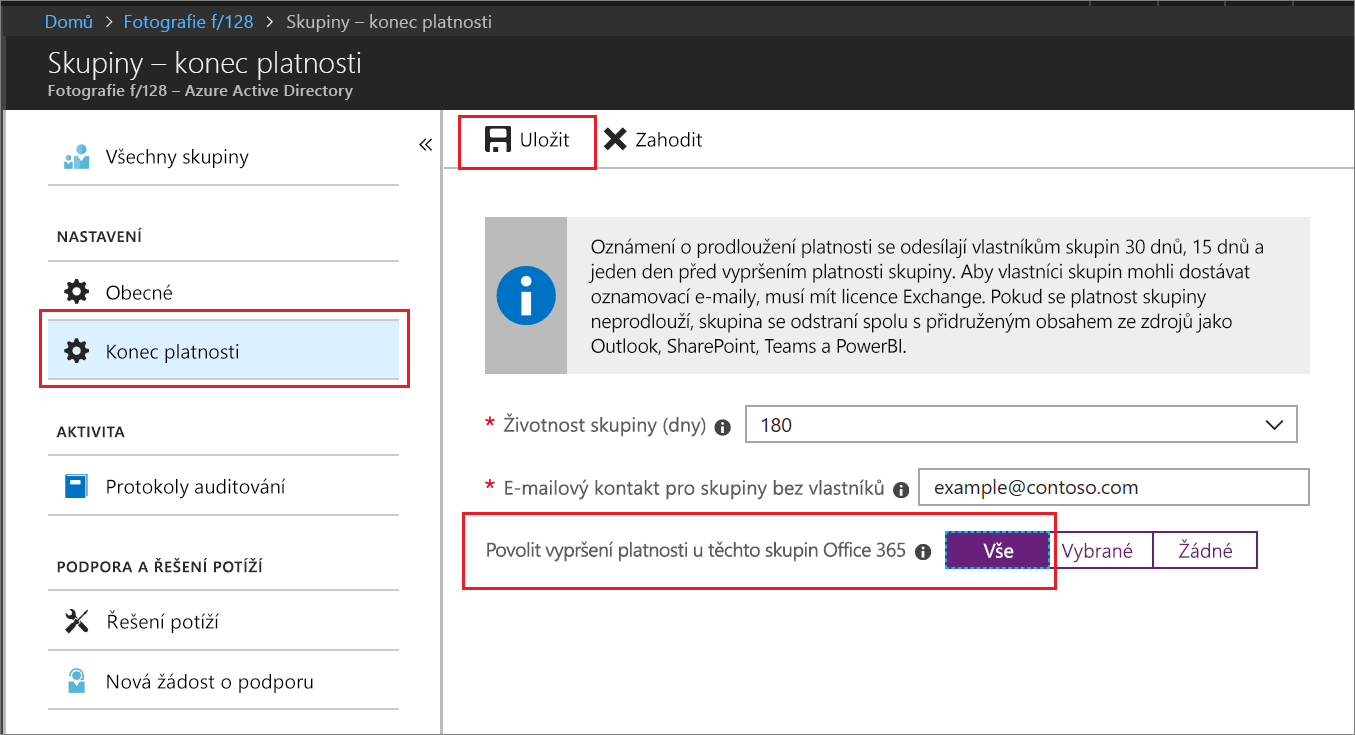 Domů > Fotografie f/128 > Skupiny – konec platnosti
Skupiny – konec platnosti
Fotografie f/128 – Azure Active Directory
Všechny skupiny
NASTAVENÍ
Obecné
Konec platnosti
AKTIVITA
Protokoly auditování
PODPORA A ŘEŠENÍ POTÍŽÍ
Řešení potíží
Nová žádost o podporu
«
Uložit Zahodit
Oznámení o prodloužení platnosti se odesílají vlastníkům skupin 30 dnů, 15 dnů a
jeden den před vypršením platnosti skupiny. Aby vlastníci skupin mohli dostávat
oznamovací e-maily, musí mít licence Exchange. Pokud se platnost skupiny
neprodlouží, skupina se odstraní spolu s přidruženým obsahem ze zdrojů jako
Outlook, SharePoint, Teams a PowerBI.
* Životnost skupiny (dny) 180
* E-mailový kontakt pro skupiny bez vlastníků example@contoso.com
Povolit vypršení platnosti u těchto skupin Office 365 Vše Vybrané Žádné